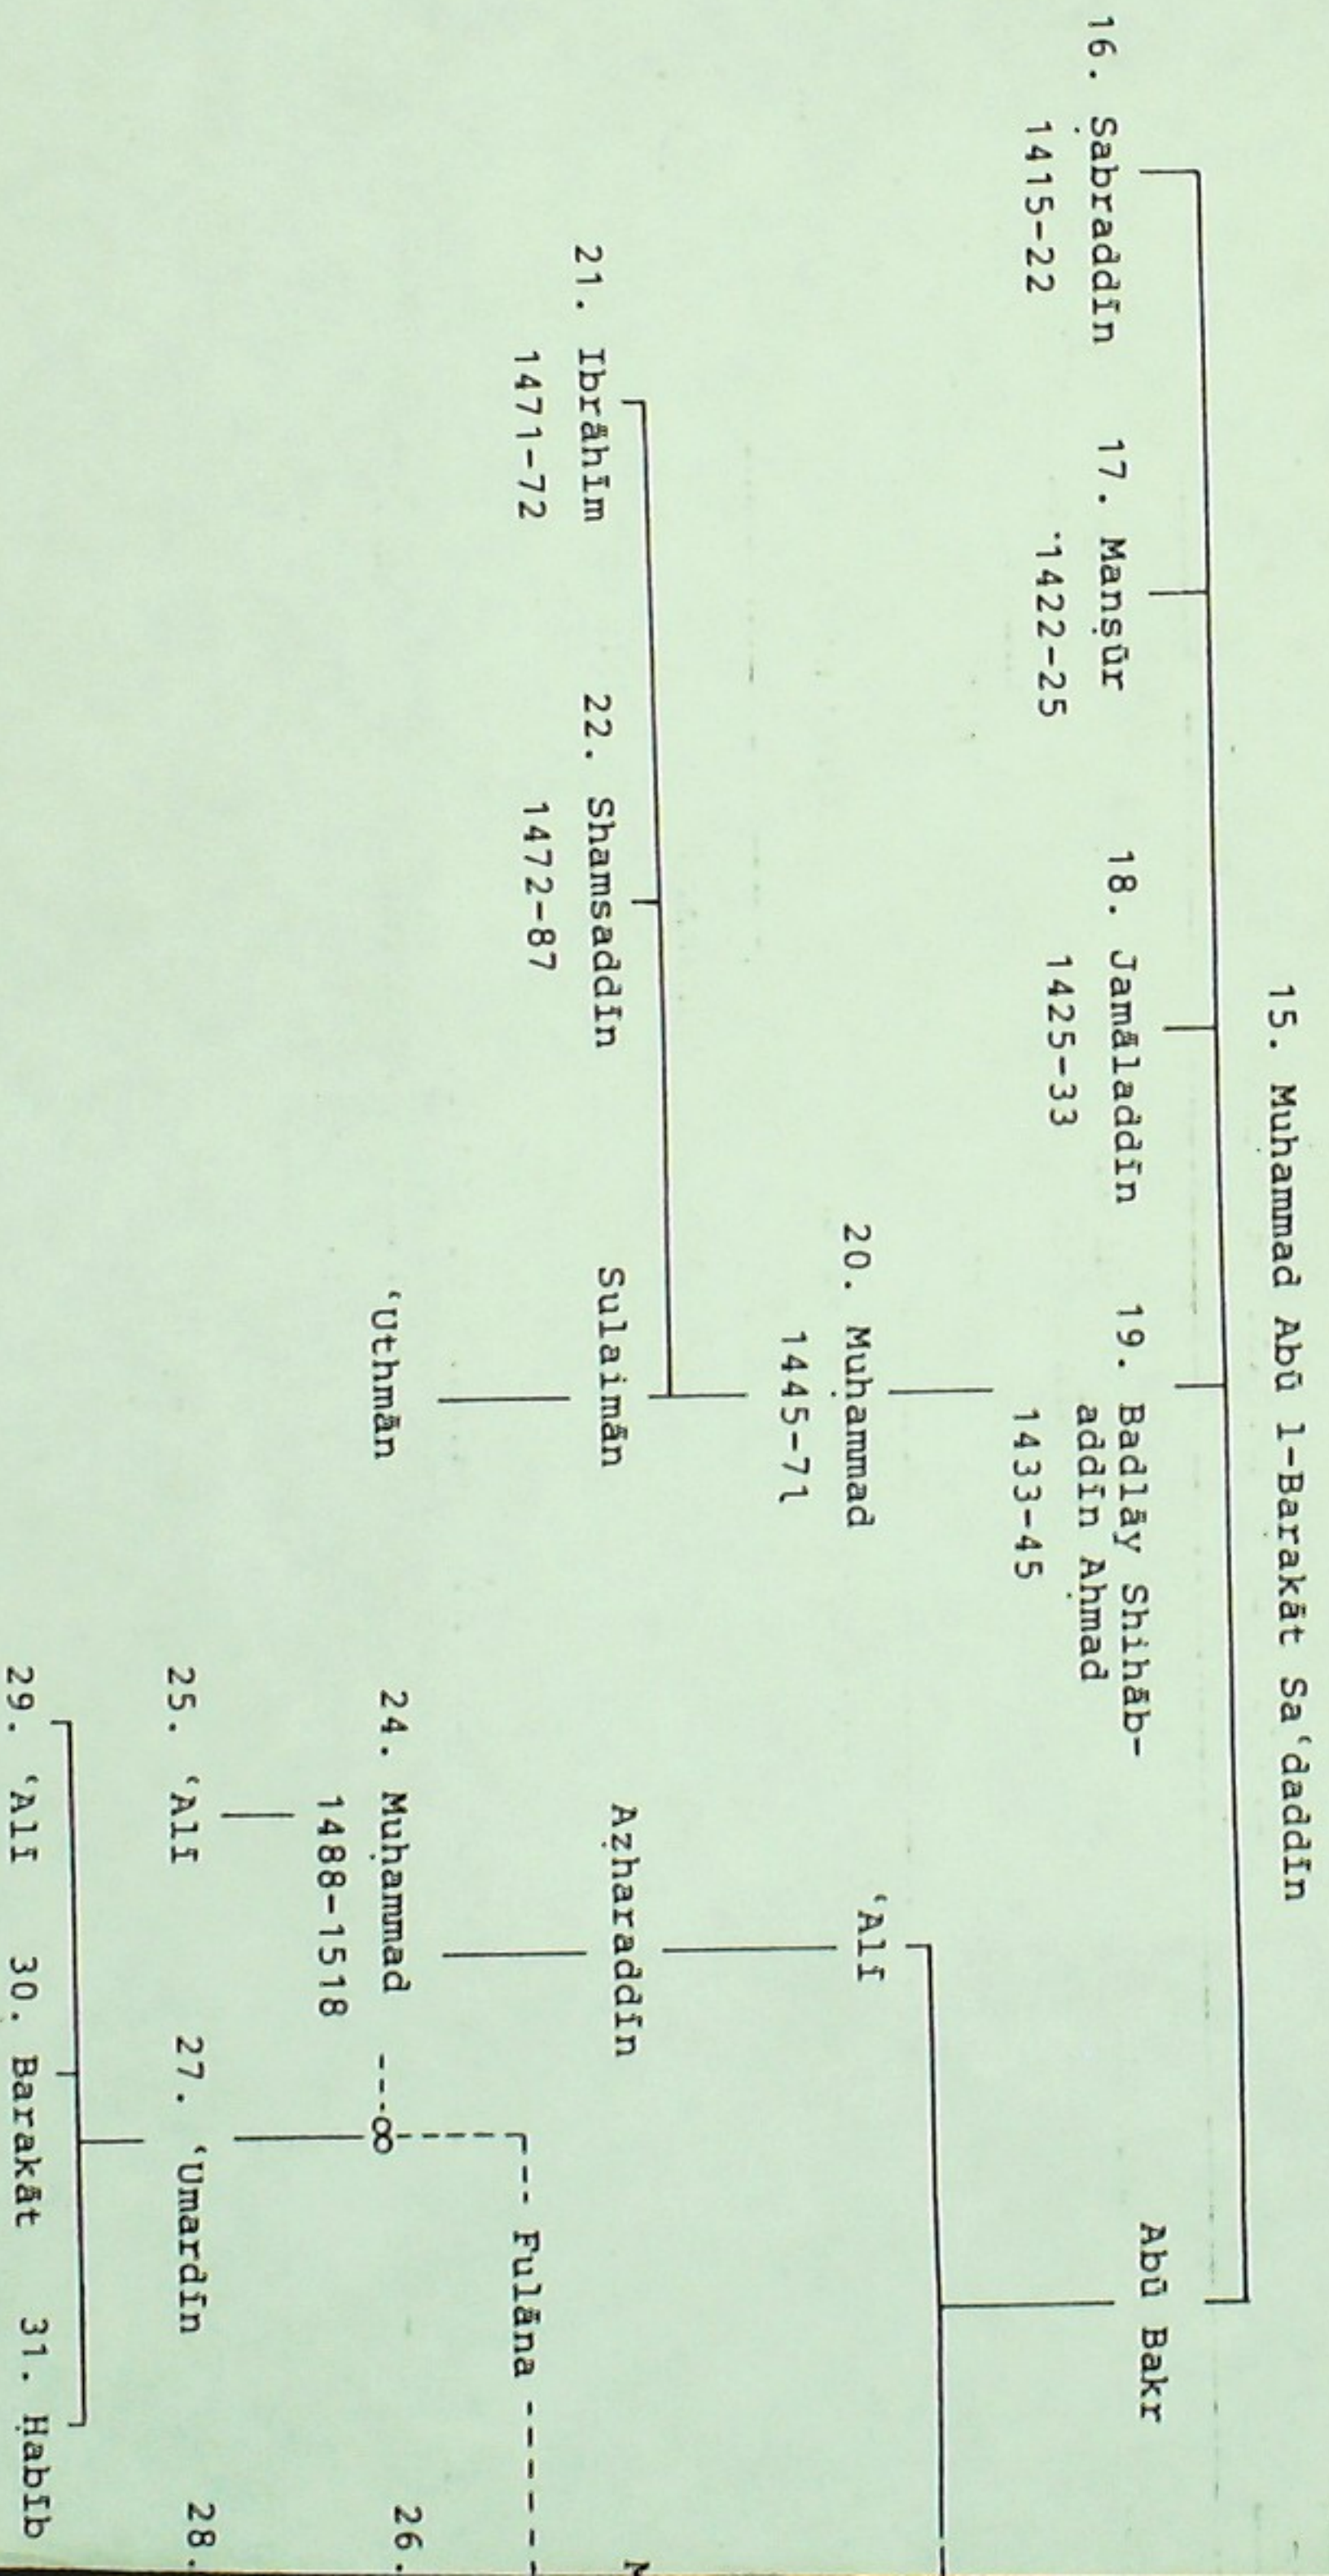 15. Muḥammad Abū l-Barakāt Sa‘daddīn
16. Ṣabraddīn 17. Manṣūr 18. Jamāladdīn 19. Badlāy Shihāb- Abū Bakr
addīn Aḥmad
1415-22 1422-25 1425-33 1433-45
20. Muḥammad ‘Alī
1445-71
21. Ibrāhīm 22. Shamsaddīn Sulaimān Aẓharaddīn
1471-72 1472-87
Fulāna
‘Uthmān 24. Muḥammad 26.
1488-1518
25. ‘Alī 27. ‘Umardīn 28.
29. ‘Alī 30. Barakāt 31. Ḥabīb